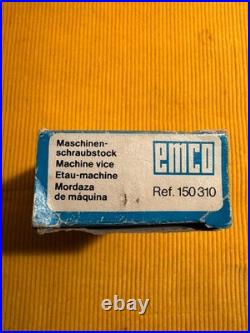 Maschinen-
schraubstock
Machine vice
Etau-machine
Mordaza
de máquina
emco
Ref. 150 310